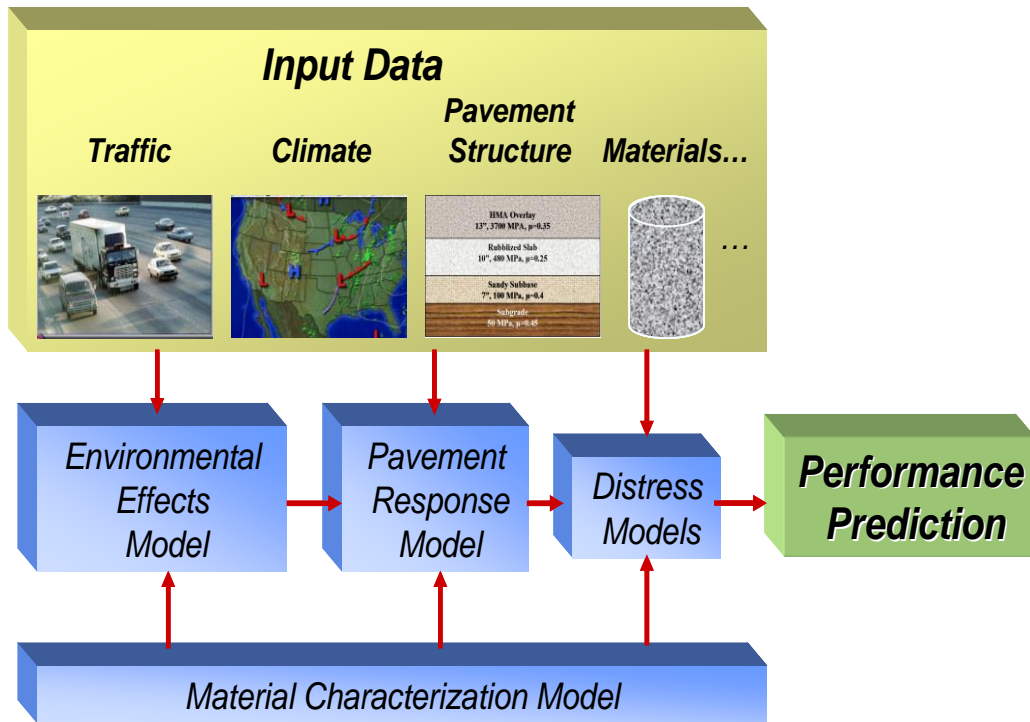 Input Data
Traffic
Climate
Pavement
Structure
Materials…
HMA Overlay
13", 3700 MPA, μ=0.35
Rubblized Slab
10", 480 MPa, μ=0.25
Sandy Subbase
7", 100 MPa, μ=0.4
Subgrade
50 MPa, μ=0.45
L
L
H
L
L
L
…
Environmental
Effects
Model
Pavement
Response
Model
Distress
Models
Performance
Prediction
Material Characterization Model